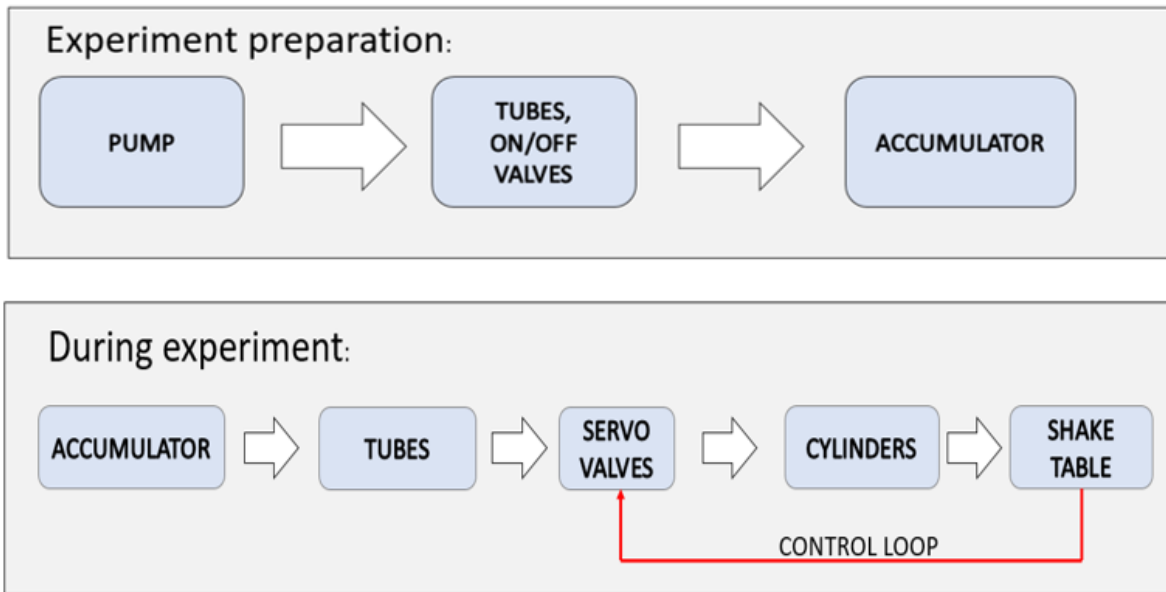 Experiment preparation:
PUMP
TUBES,
ON/OFF
VALVES
ACCUMULATOR
During experiment:
ACCUMULATOR
TUBES
SERVO
VALVES
CYLINDERS
SHAKE
TABLE
CONTROL LOOP